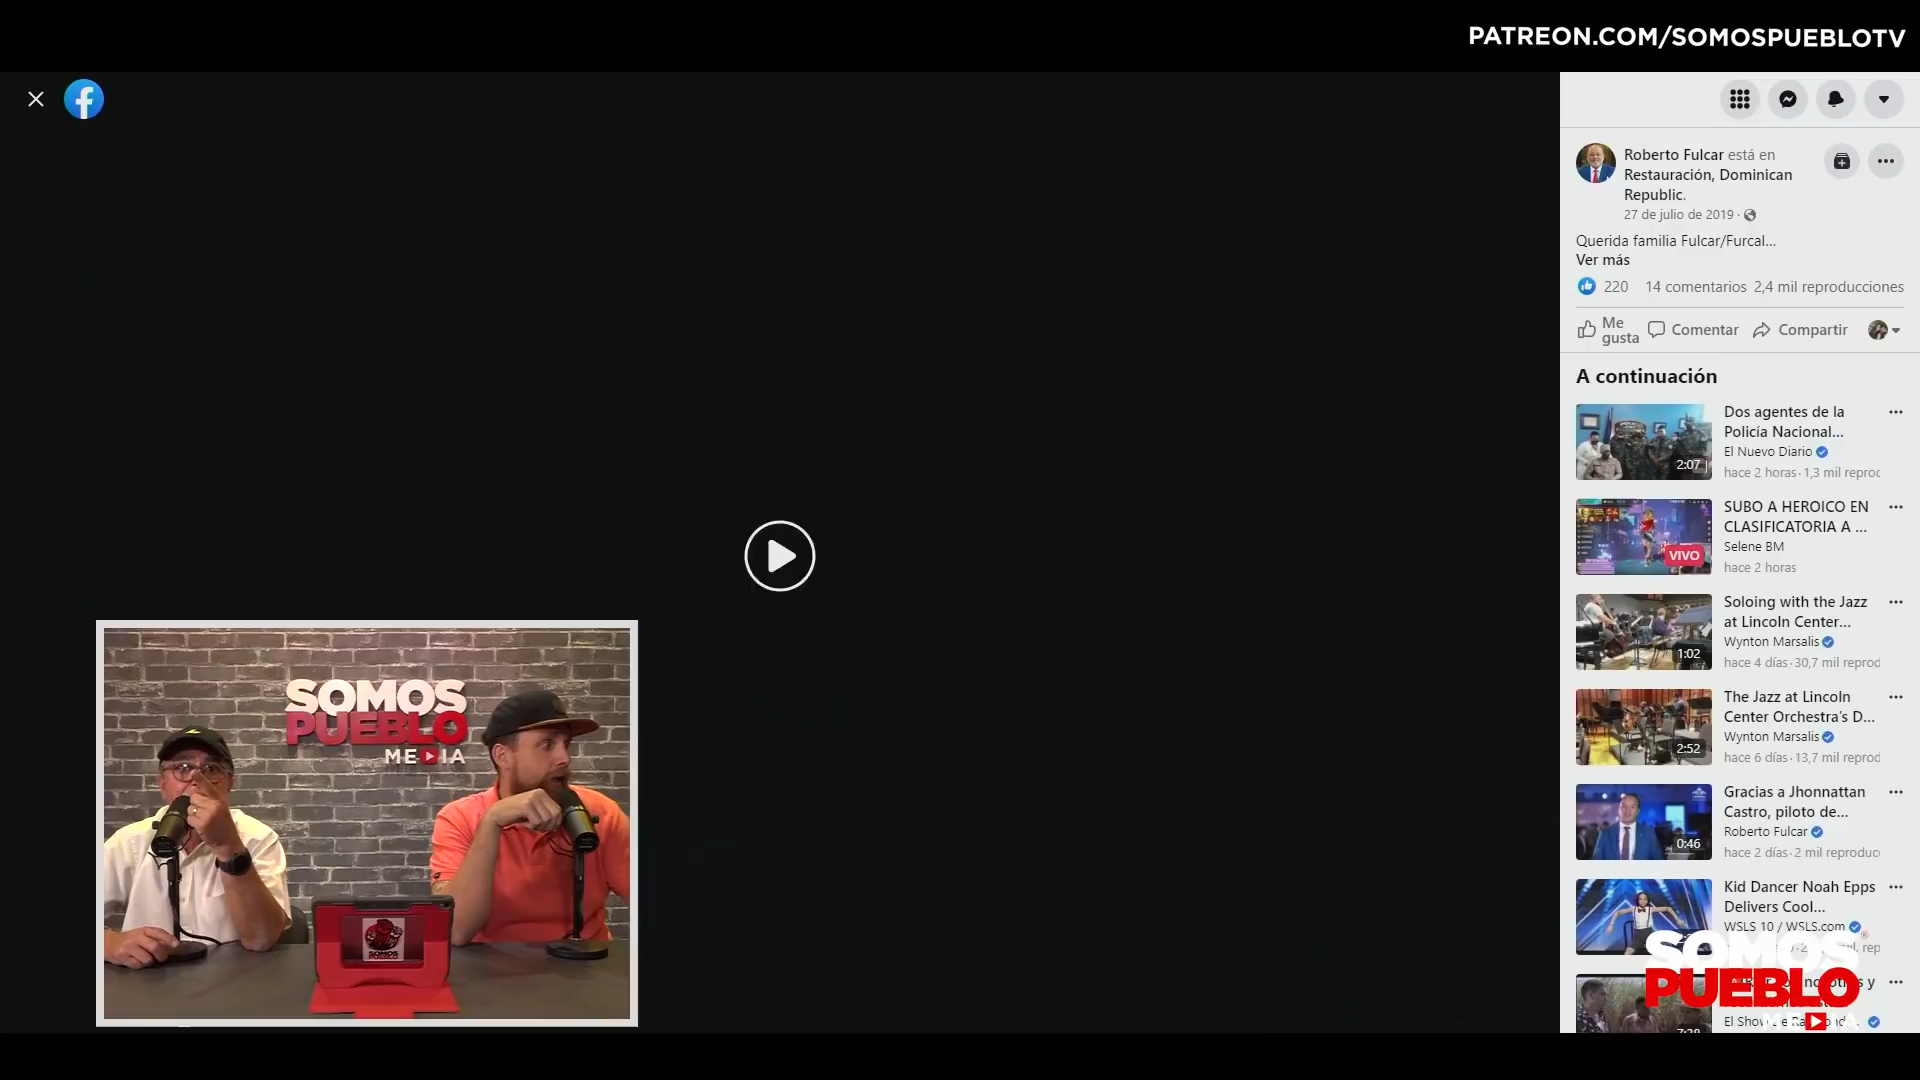 PATREON.COM/SOMOSPUEBLOTV
Roberto Fulcar está en
Restauración, Dominican
Republic.
27 de julio de 2019 ·
Querida familia Fulcar/Furcal...
Ver más
220 14 comentarios 2,4 mil reproducciones
Me gusta
Comentar
Compartir
A continuación
Dos agentes de la
Policía Nacional...
El Nuevo Diario
hace 2 horas · 1,3 mil reproc
2:07
SUBO A HEROICO EN
CLASIFICATORIA A ...
Selene BM
hace 2 horas
VIVO
Soloing with the Jazz
at Lincoln Center...
Wynton Marsalis
hace 4 días · 30,7 mil reprod
1:02
The Jazz at Lincoln
Center Orchestra's D...
Wynton Marsalis
hace 6 días · 13,7 mil reprod
2:52
Gracias a Jhonnattan
Castro, piloto de...
Roberto Fulcar
hace 2 días · 2 mil reproduc
0:46
Kid Dancer Noah Epps
Delivers Cool...
WSLS 10 / WSLS.com
El Show
SOMOS
PUEBLO
MEDIA
SOMOS
PUEBLO
MEDIA